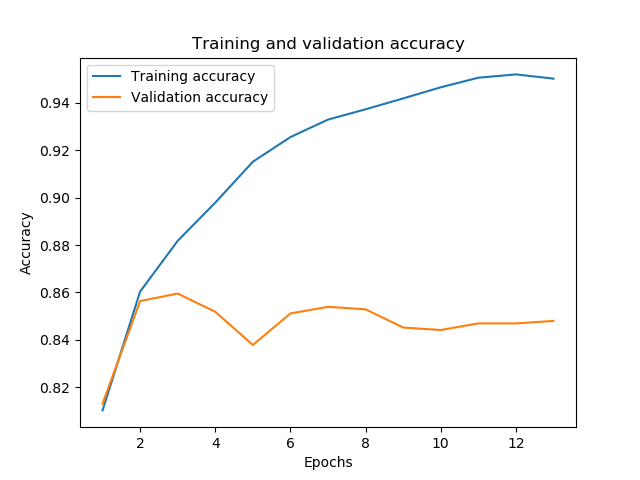 Training and validation accuracy
Training accuracy
Validation accuracy
0.94
0.92
0.90
0.88
0.86
0.84
0.82
Accuracy
2 4 6 8 10 12
Epochs